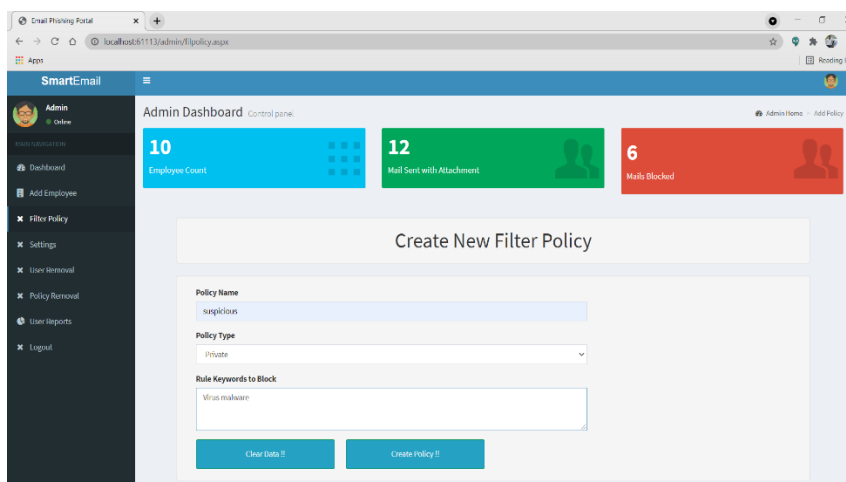 Email Phishing Portal
localhost:61113/admin/filpolicy.aspx
Apps
Reading
SmartEmail
Admin
Online
MAIN NAVIGATION
Dashboard
Add Employee
Filter Policy
Settings
User Removal
Policy Removal
User Reports
Logout
Admin Dashboard Control panel
Admin Home > Add Policy
10
Employee Count
12
Mail Sent with Attachment
6
Mails Blocked
Create New Filter Policy
Policy Name
suspicious
Policy Type
Private
Rule Keywords to Block
Virus malware
Clear Data !!
Create Policy !!